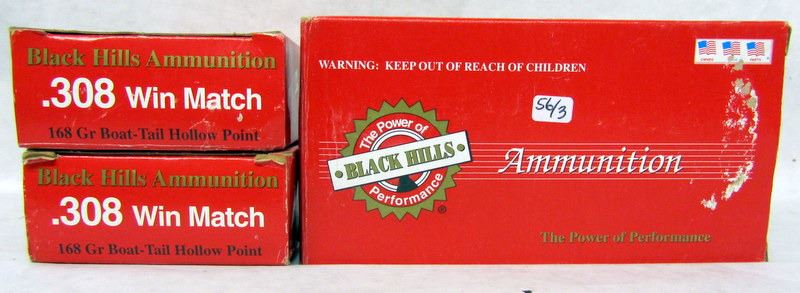 Black Hills Ammunition
.308 Win Match
168 Gr Boat-Tail Hollow Point
Black Hills Ammunition
.308 Win Match
168 Gr Boat-Tail Hollow Point
WARNING: KEEP OUT OF REACH OF CHILDREN
56/3
The Power of
BLACK HILLS
Performance
®
Ammunition
The Power of Performance